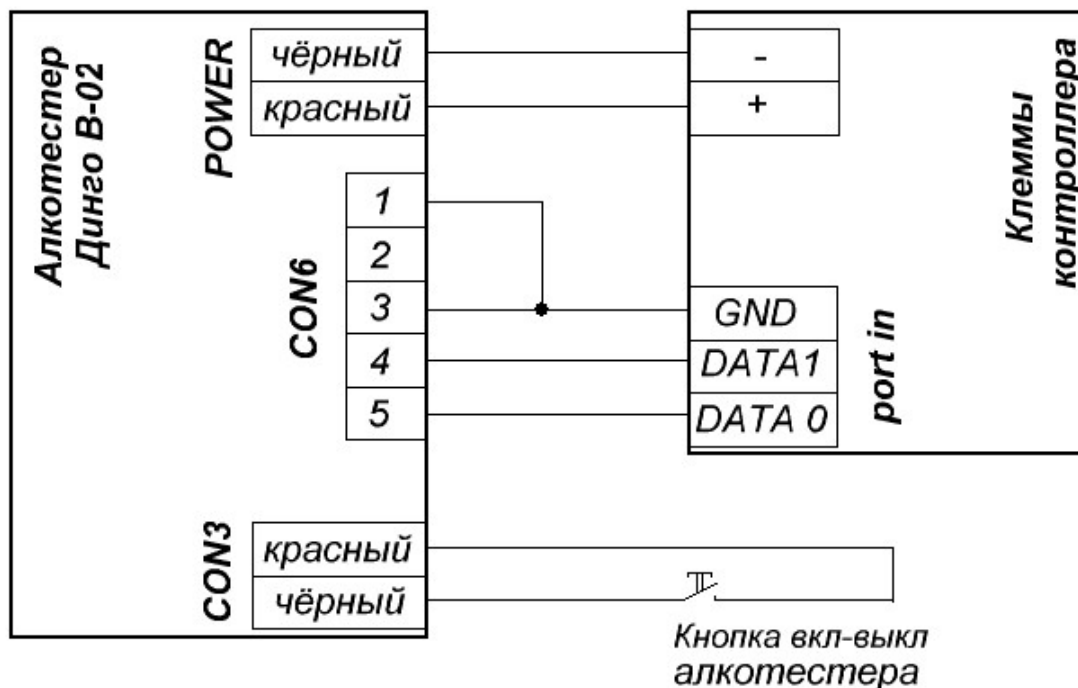 Алкотестер
Динго В-02
POWER
чёрный
красный
CON6
1
2
3
4
5
CON3
красный
чёрный
-
+
GND
DATA1
DATA 0
port in
Клеммы
контроллера
Кнопка вкл-выкл
алкотестера